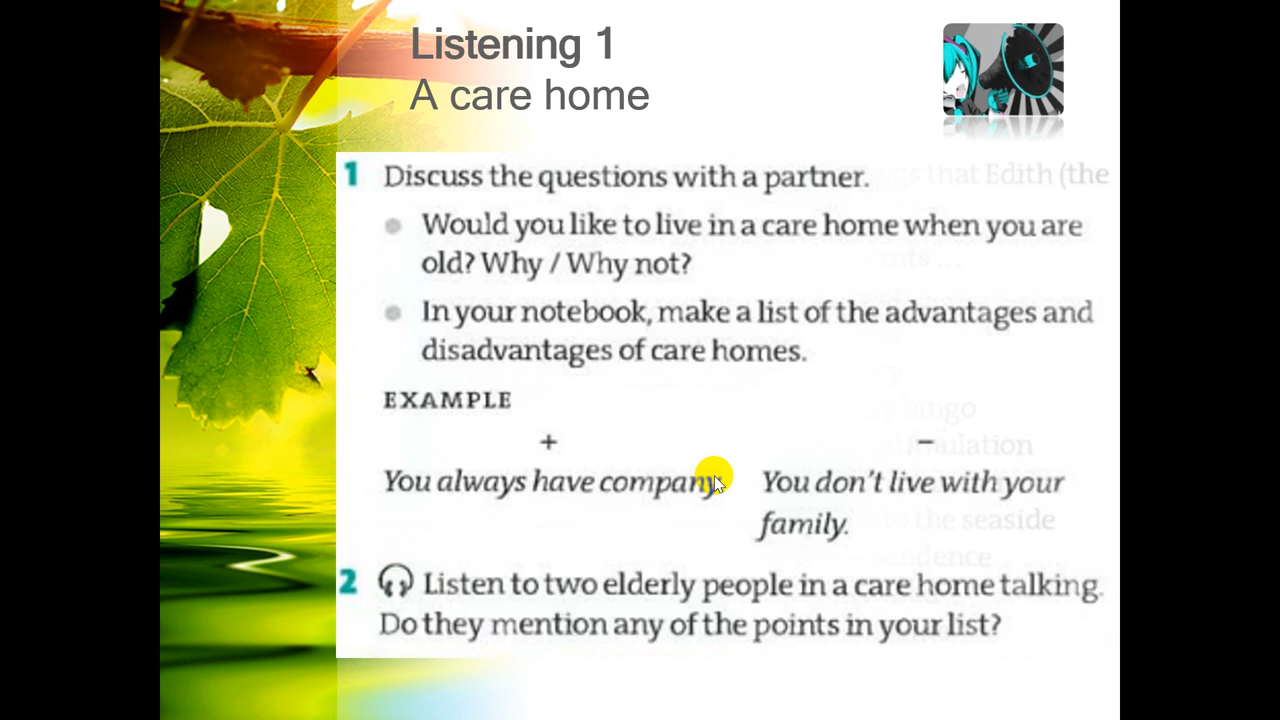 Listening 1
A care home
1 Discuss the questions with a partner.
Would you like to live in a care home when you are
old? Why / Why not?
In your notebook, make a list of the advantages and
disadvantages of care homes.
EXAMPLE
+ –
You always have company. You don't live with your
family.
2 Listen to two elderly people in a care home talking.
Do they mention any of the points in your list?